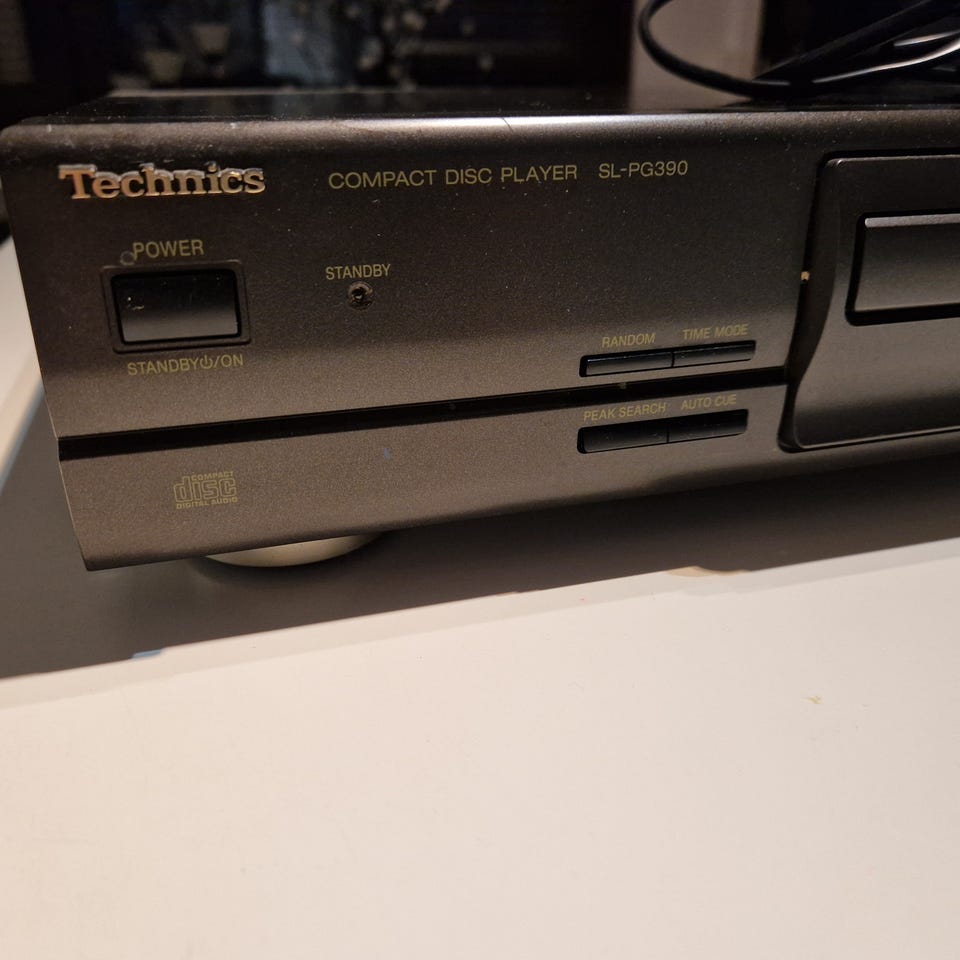 Technics
COMPACT DISC PLAYER SL-PG390
POWER
STANDBY
STANDBY⏻/ON
RANDOM TIME MODE
PEAK SEARCH AUTO CUE
COMPACT
disc
DIGITAL AUDIO